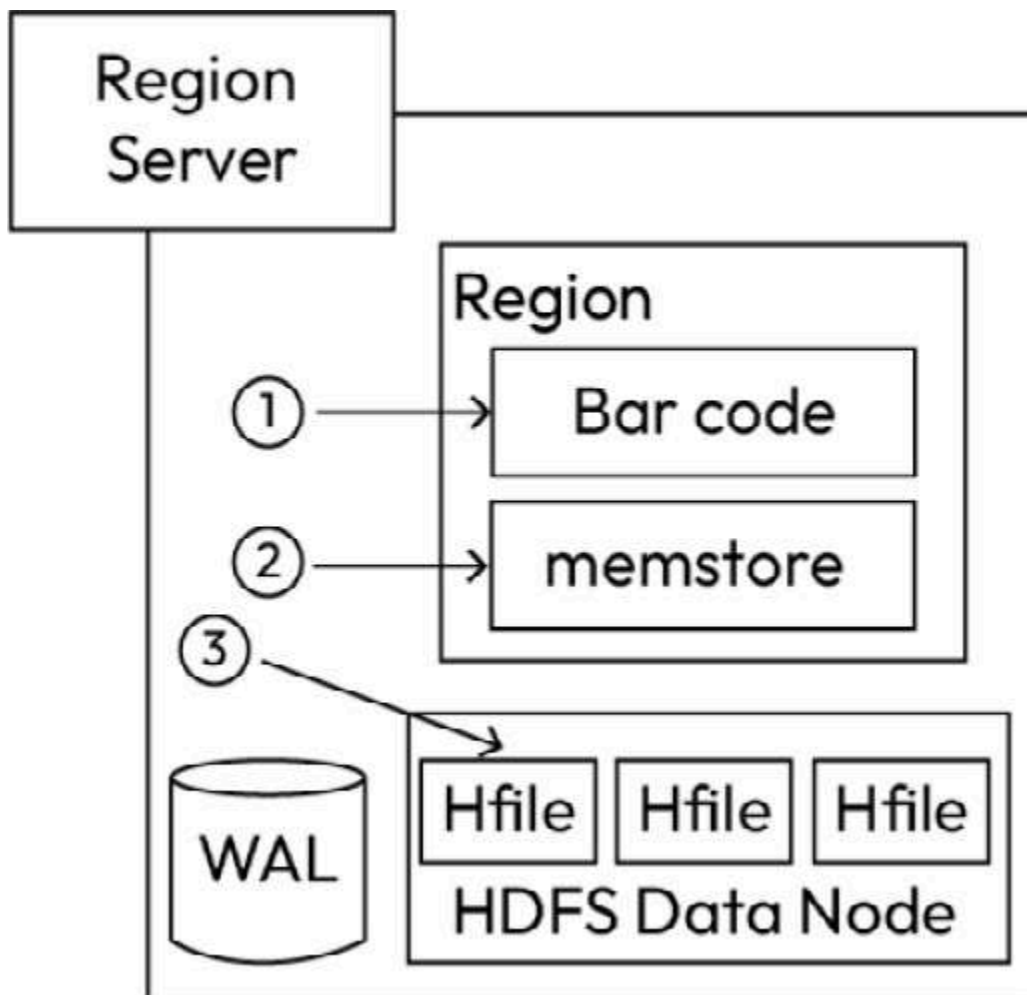 Region
Server
Region
1
Bar code
2
memstore
3
Hfile Hfile Hfile
WAL
HDFS Data Node